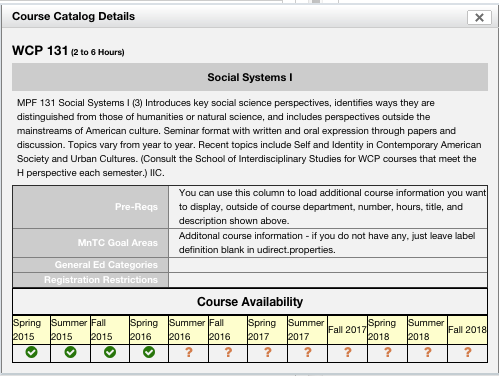 Course Catalog Details
WCP 131 (2 to 6 Hours)
Social Systems I
MPF 131 Social Systems I (3) Introduces key social science perspectives, identifies ways they are
distinguished from those of humanities or natural science, and includes perspectives outside the
mainstreams of American culture. Seminar format with written and oral expression through papers and
discussion. Topics vary from year to year. Recent topics include Self and Identity in Contemporary American
Society and Urban Cultures. (Consult the School of Interdisciplinary Studies for WCP courses that meet the
H perspective each semester.) IIC.
Pre-Reqs
You can use this column to load additional course information you want
to display, outside of course department, number, hours, title, and
description shown above.
MnTC Goal Areas
Additonal course information - if you do not have any, just leave label
definition blank in udirect.properties.
General Ed Categories
Registration Restrictions
Course Availability
Spring 2015 Summer 2015 Fall 2015 Spring 2016 Summer 2016 Fall 2016 Spring 2017 Summer 2017 Fall 2017 Spring 2018 Summer 2018 Fall 2018
? ? ? ? ? ? ? ?